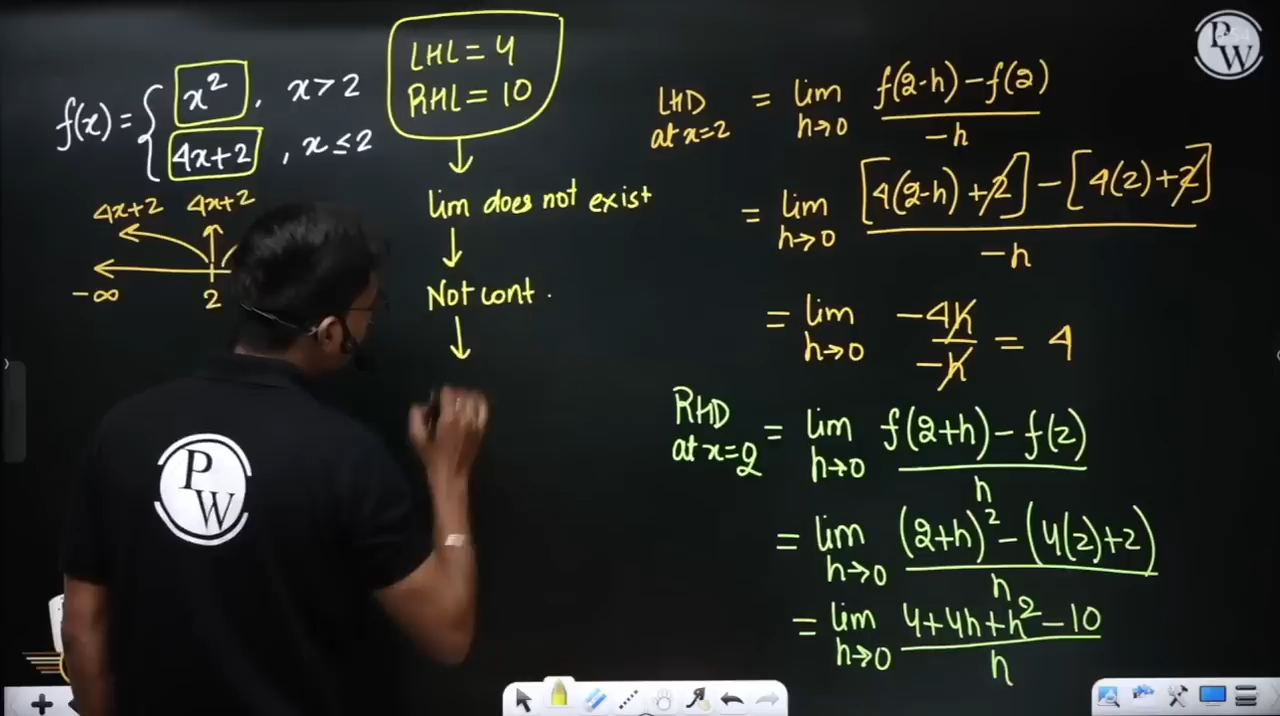 f(x) = { x², x > 2
4x+2, x ≤ 2
4x+2 4x+2
-∞ 2
LHL = 4
RHL = 10
lim does not exist
Not cont.
LHD at x=2 = lim h→0 f(2-h) - f(2) / -h
= lim h→0 [4(2-h)+2] - [4(2)+2] / -h
= lim h→0 -4h / -h = 4
RHD at x=2 = lim h→0 f(2+h) - f(2) / h
= lim h→0 (2+h)² - (4(2)+2) / h
= lim h→0 4+4h+h²-10 / h
PW
PW